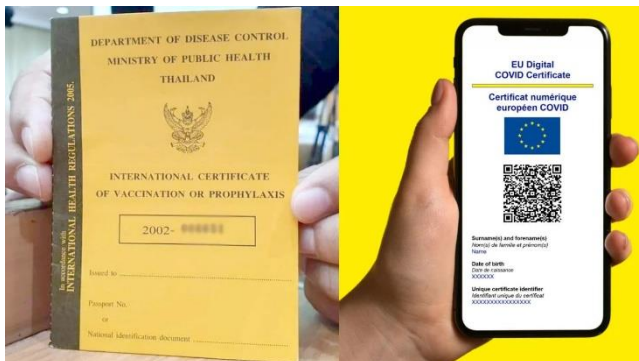 DEPARTMENT OF DISEASE CONTROL
MINISTRY OF PUBLIC HEALTH
THAILAND
In accordance with
INTERNATIONAL HEALTH REGULATIONS 2005.
INTERNATIONAL CERTIFICATE
OF VACCINATION OR PROPHYLAXIS
2002-
Issued to
Passport No.
or
National identification document
EU Digital
COVID Certificate
Certificat numérique
européen COVID
Surname(s) and forename(s)
Nom(s) de famille et prénom(s)
Name
Date of birth
Date de naissance
XXXXXX
Unique certificate identifier
Identifiant unique du certificat
XXXXXXXXXXXXXXXX